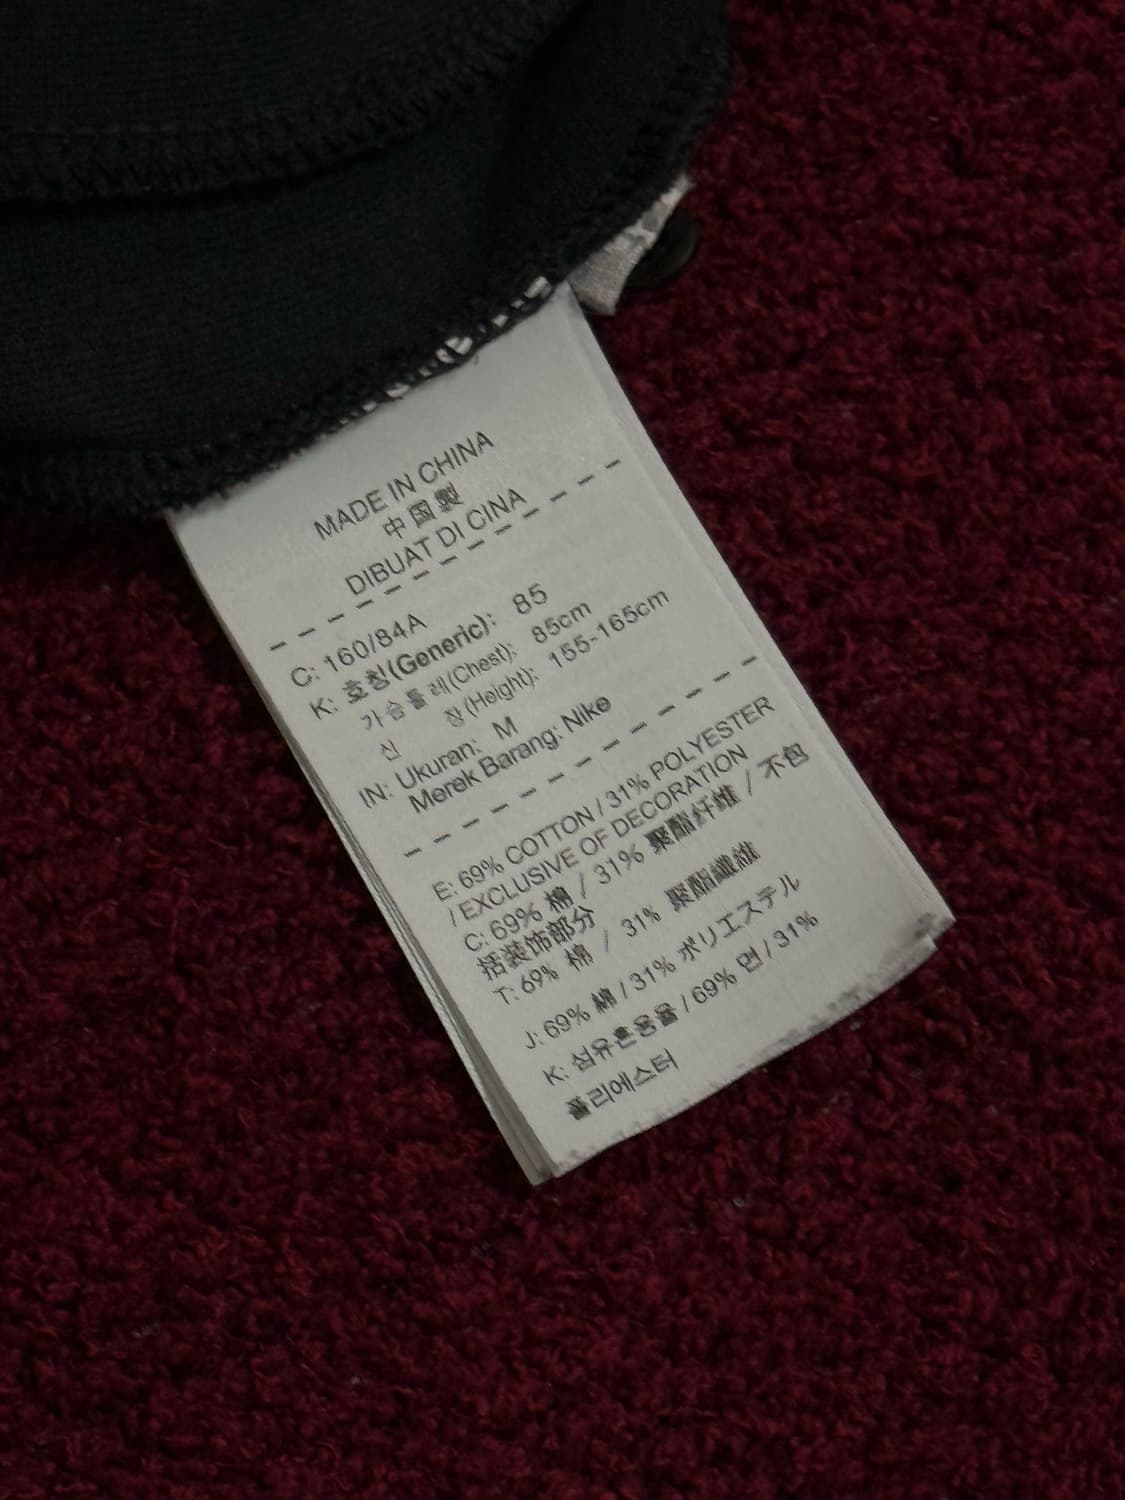 MADE IN CHINA
中国製
DIBUAT DI CINA
C: 160/84A
K: 호칭(Generic): 85
가슴둘레(Chest): 85cm
신 장(Height): 155-165cm
IN: Ukuran: M
Merek Barang: Nike
E: 69% COTTON / 31% POLYESTER
/ EXCLUSIVE OF DECORATION
C: 69% 棉 / 31% 聚酯纤维 / 不包
括装饰部分
T: 69% 棉 / 31% 聚酯纖維
J: 69% 綿 / 31% ポリエステル
K: 섬유혼용율 / 69% 면 / 31%
폴리에스터